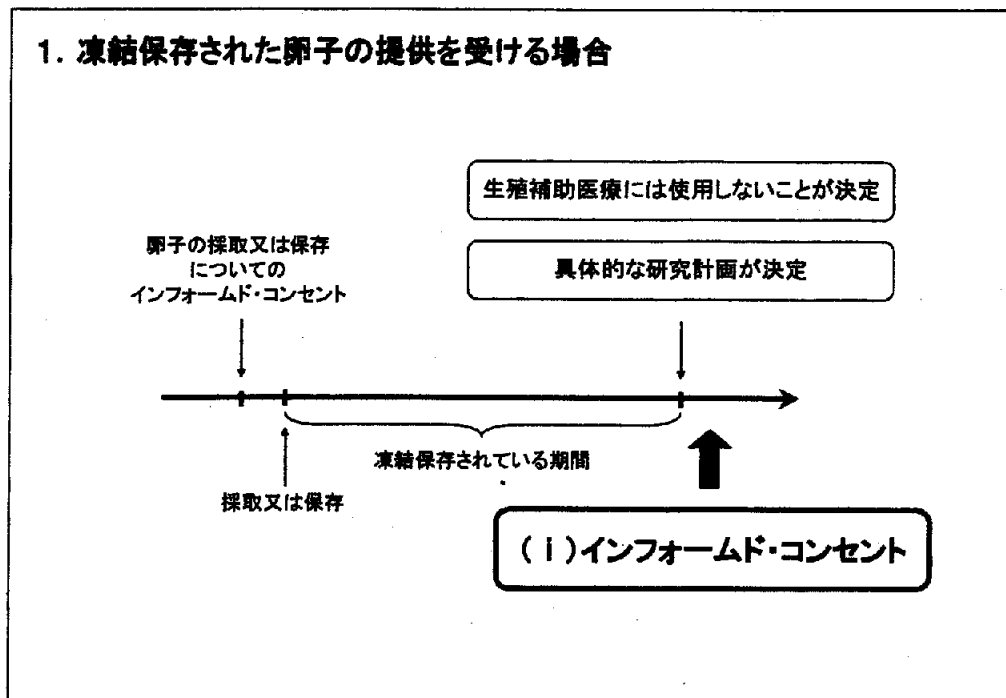 1. 凍結保存された卵子の提供を受ける場合
生殖補助医療には使用しないことが決定
卵子の採取又は保存
についての
インフォームド・コンセント
具体的な研究計画が決定
凍結保存されている期間
採取又は保存
(ⅰ)インフォームド・コンセント